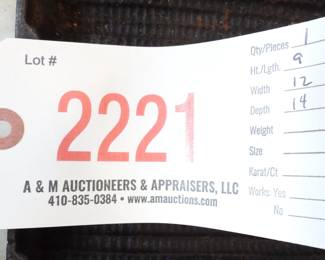 Lot #
2221
A & M AUCTIONEERS & APPRAISERS, LLC
410-835-0384 • www.amauctions.com
Qty/Pieces 1
Ht./Lgth. 9
Width 12
Depth 14
Weight
Size
Karat/Ct
Works: Yes
No